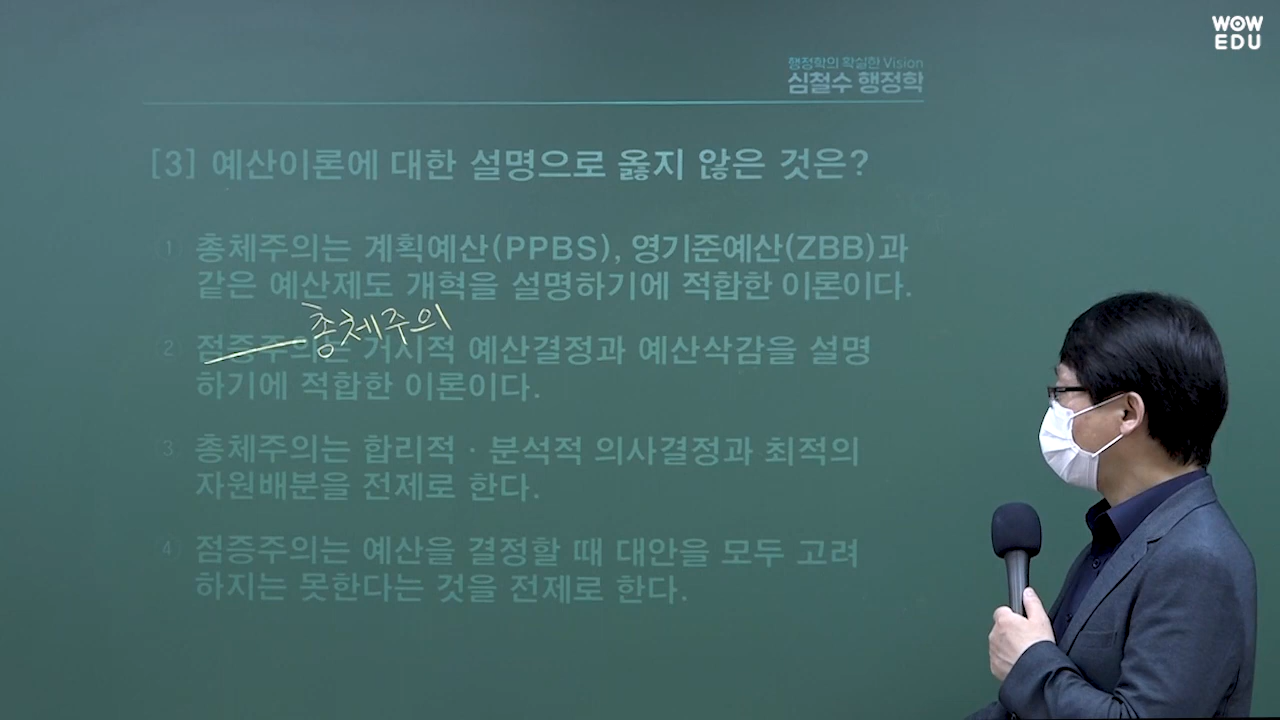 WOW
EDU
행정학의 확실한 Vision
심철수 행정학
[3] 예산이론에 대한 설명으로 옳지 않은 것은?
① 총체주의는 계획예산(PPBS), 영기준예산(ZBB)과
같은 예산제도 개혁을 설명하기에 적합한 이론이다.
총체주의
② 점증주의는 거시적 예산결정과 예산삭감을 설명
하기에 적합한 이론이다.
③ 총체주의는 합리적 · 분석적 의사결정과 최적의
자원배분을 전제로 한다.
④ 점증주의는 예산을 결정할 때 대안을 모두 고려
하지는 못한다는 것을 전제로 한다.